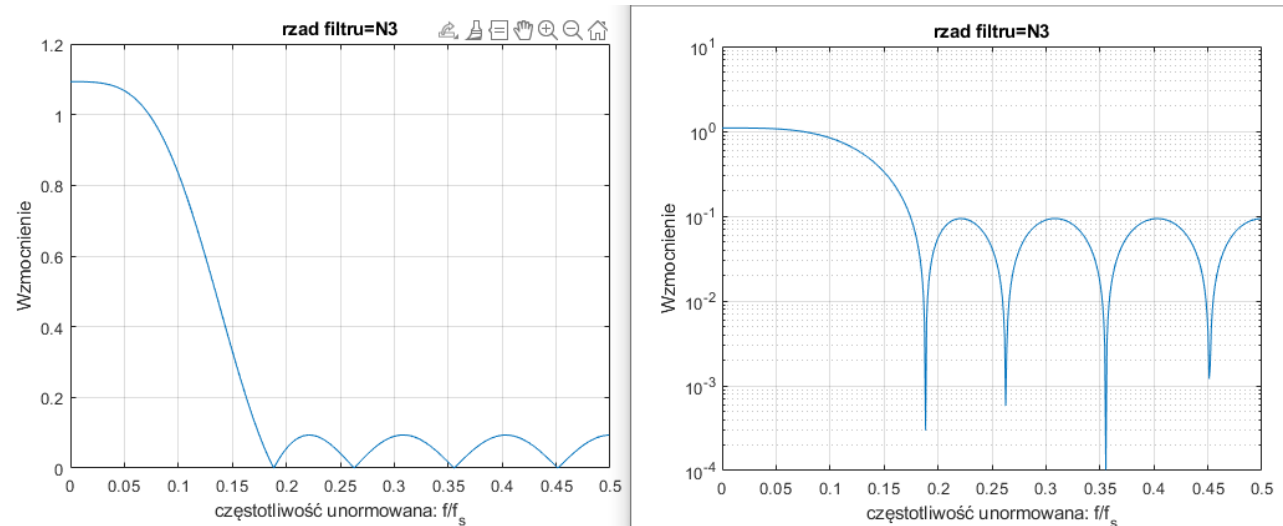 rzad filtru=N3
1.2
1
0.8
0.6
0.4
0.2
0
Wzmocnienie
0 0.05 0.1 0.15 0.2 0.25 0.3 0.35 0.4 0.45 0.5
częstotliwość unormowana: f/fs
rzad filtru=N3
10^1
10^0
10^-1
10^-2
10^-3
10^-4
Wzmocnienie
0 0.05 0.1 0.15 0.2 0.25 0.3 0.35 0.4 0.45 0.5
częstotliwość unormowana: f/fs